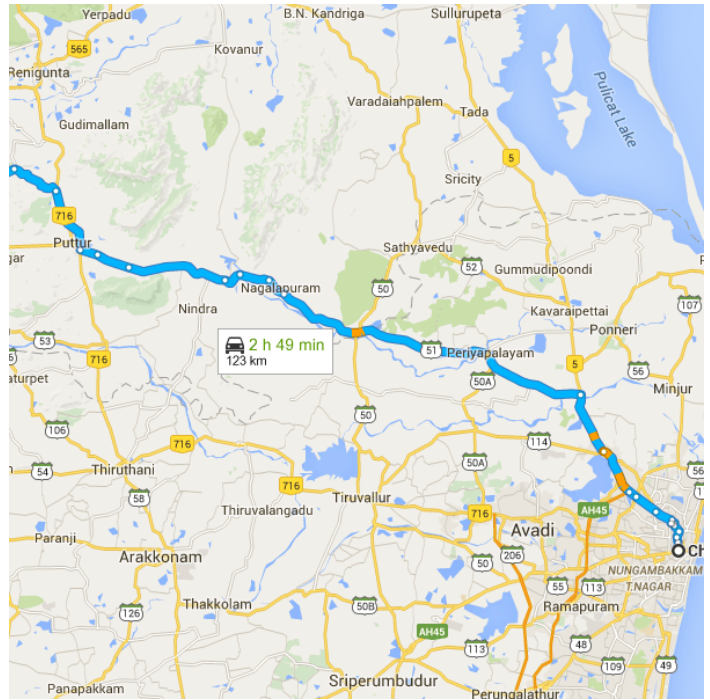 Yerpadu
B.N. Kandriga
Sullurupeta
565
Kovanur
Renigunta
Pulicat Lake
Varadaiahpalem
Tada
Gudimallam
5
Sricity
716
Puttur
Sathyavedu
52
50
Gummudipoondi
Nagalapuram
107
Nindra
Kavaraipettai
Ponneri
53
2 h 49 min
123 km
51
Periyapalayam
5
716
50A
56
Minjur
aturpet
106
50
716
114
54
Thiruthani
50A
56
58
716
Tiruvallur
Thiruvalangadu
716
AH45
Avadi
Panjji
Arakkonam
206
50
Ch
NUNGAMBAKKAM
T.NAGAR
55
113
126
Thakkolam
50B
Ramapuram
AH45
113
48
109
49
Sriperumbudur
Panapakkam
Perungalathur